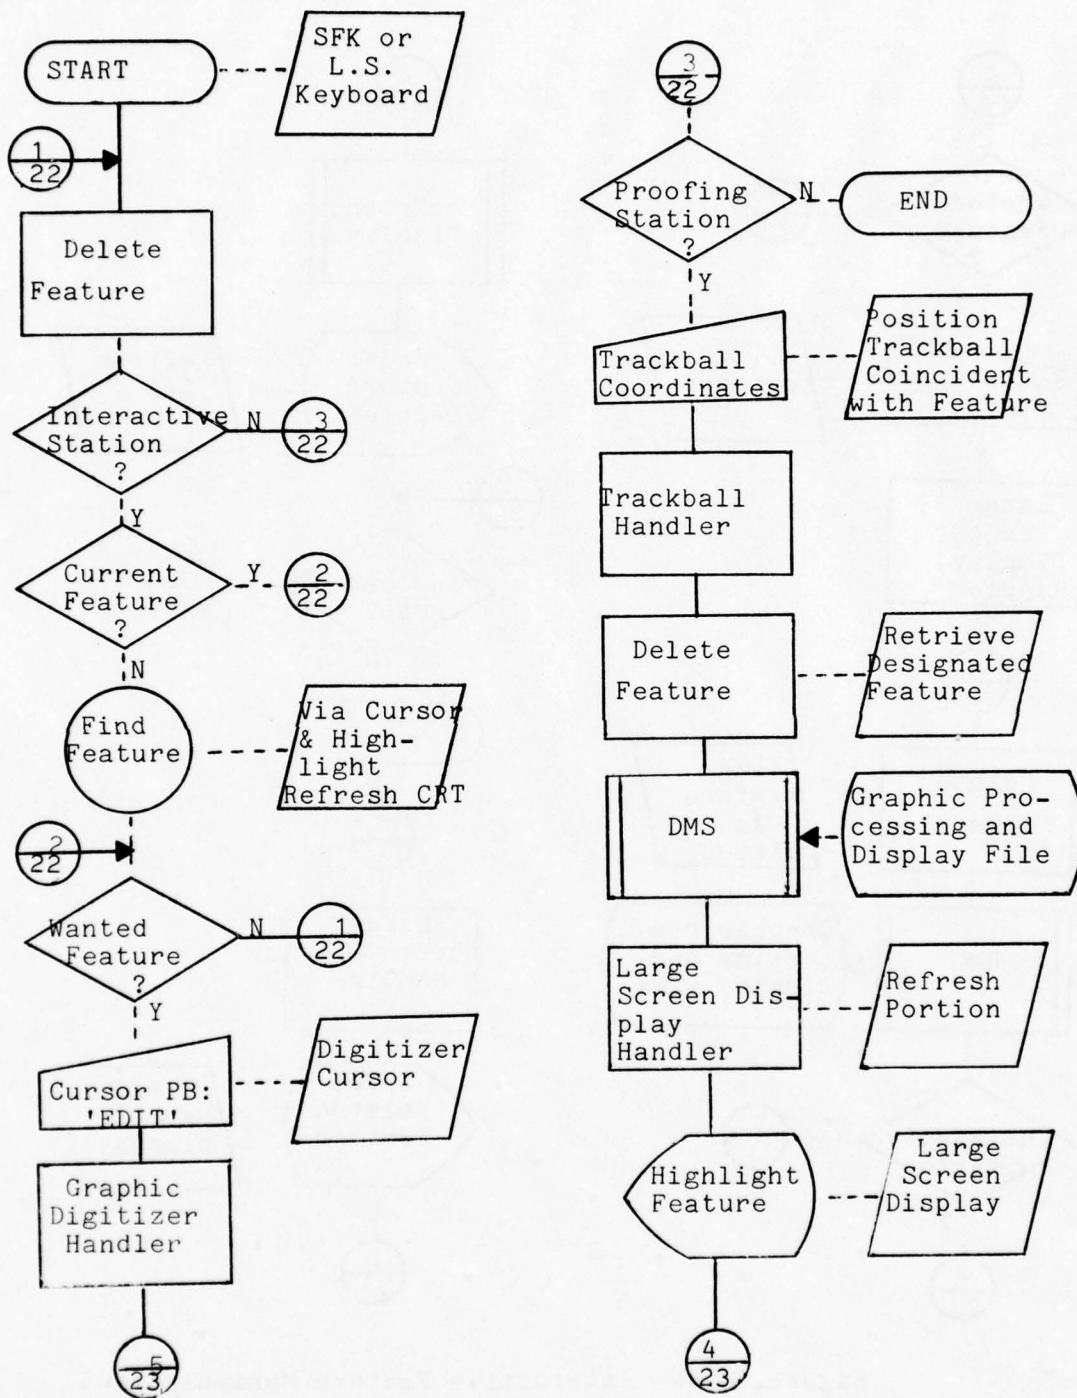 START
SFK or
L.S.
Keyboard
1
22
Delete
Feature
Interactive
Station
?
N
3
22
Y
Current
Feature
?
Y
2
22
N
Find
Feature
Via Cursor
& High-
light
Refresh CRT
2
22
Wanted
Feature
?
N
1
22
Y
Cursor PB:
'EDIT'
Digitizer
Cursor
Graphic
Digitizer
Handler
5
23
3
22
Proofing
Station
?
N
END
Y
Trackball
Coordinates
Position
Trackball
Coincident
with Feature
Trackball
Handler
Delete
Feature
Retrieve
Designated
Feature
DMS
Graphic Pro-
cessing and
Display File
Large
Screen Dis-
play
Handler
Refresh
Portion
Highlight
Feature
Large
Screen
Display
4
23